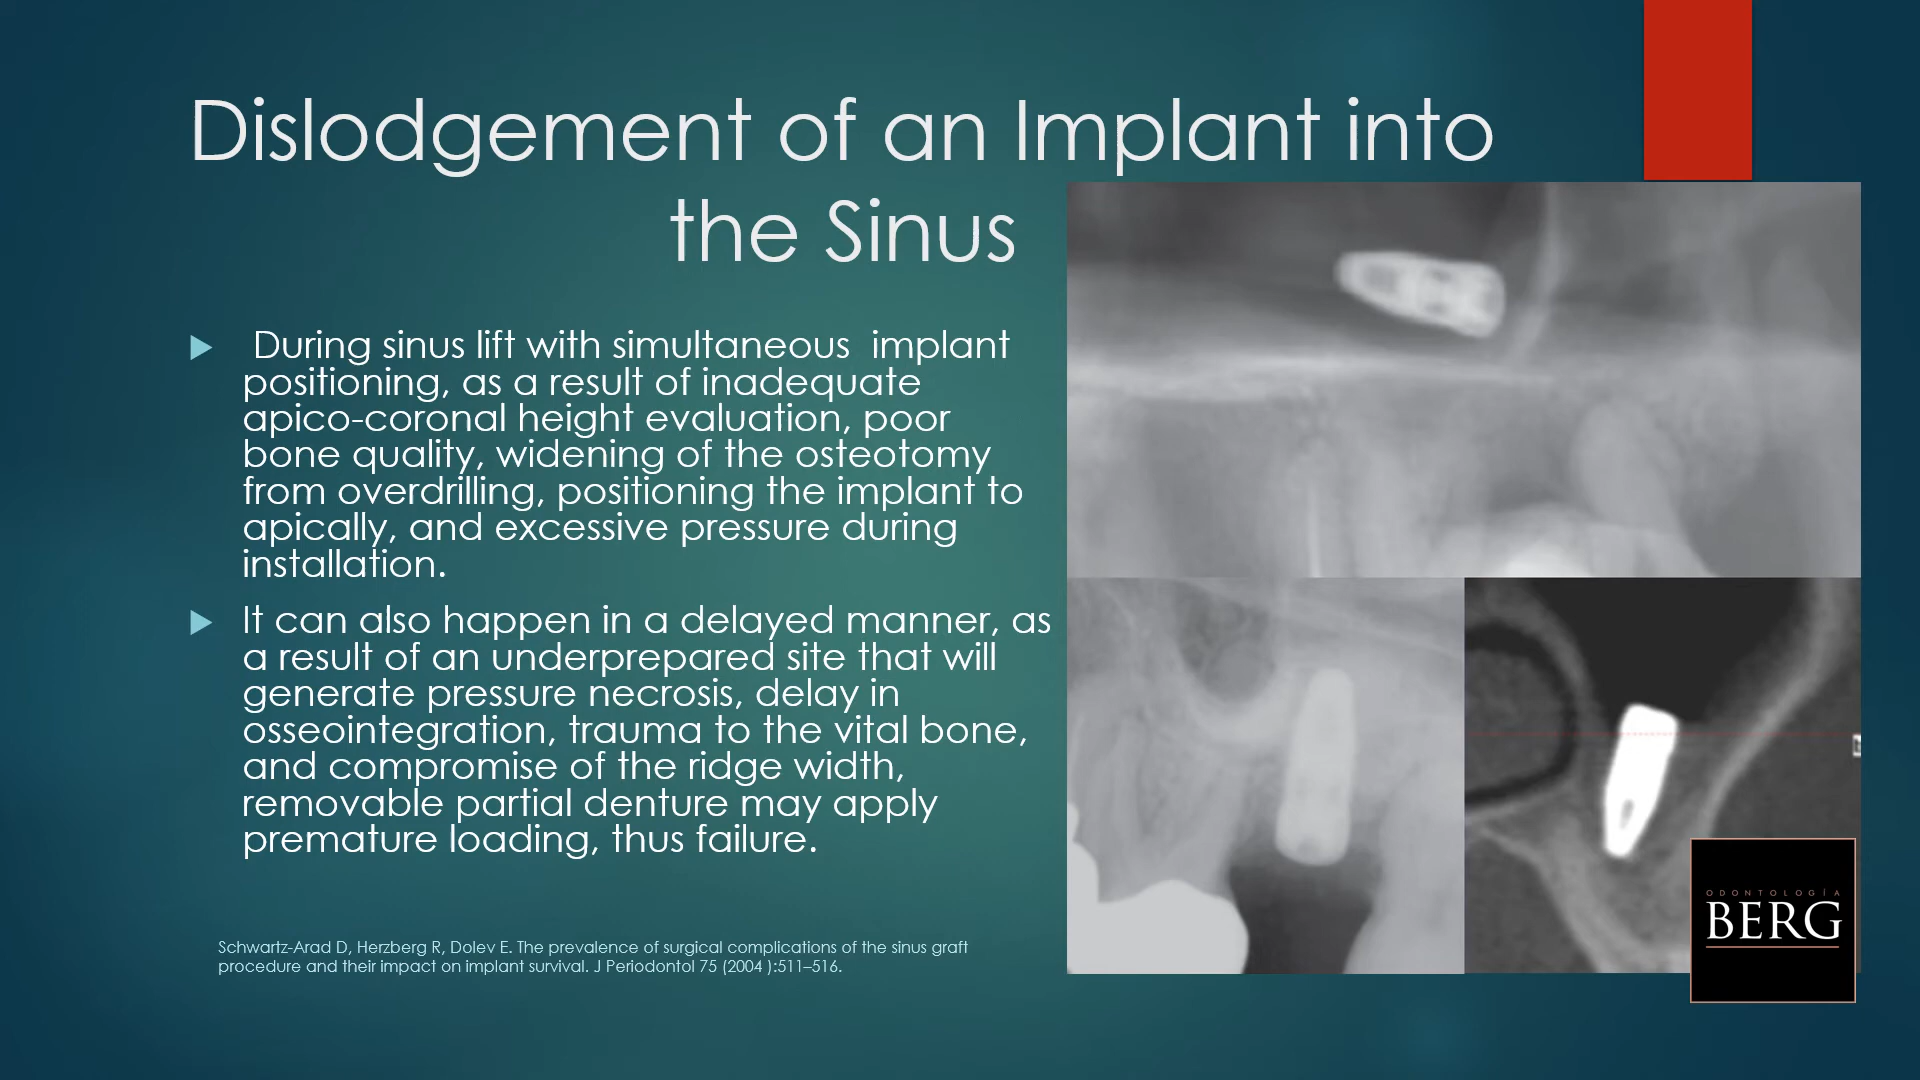 Dislodgement of an Implant into
the Sinus
During sinus lift with simultaneous implant
positioning, as a result of inadequate
apico-coronal height evaluation, poor
bone quality, widening of the osteotomy
from overdrilling, positioning the implant to
apically, and excessive pressure during
installation.
It can also happen in a delayed manner, as
a result of an underprepared site that will
generate pressure necrosis, delay in
osseointegration, trauma to the vital bone,
and compromise of the ridge width,
removable partial denture may apply
premature loading, thus failure.
Schwartz-Arad D, Herzberg R, Dolev E. The prevalence of surgical complications of the sinus graft
procedure and their impact on implant survival. J Periodontol 75 (2004 ):511–516.
ODONTOLOGÍA
BERG